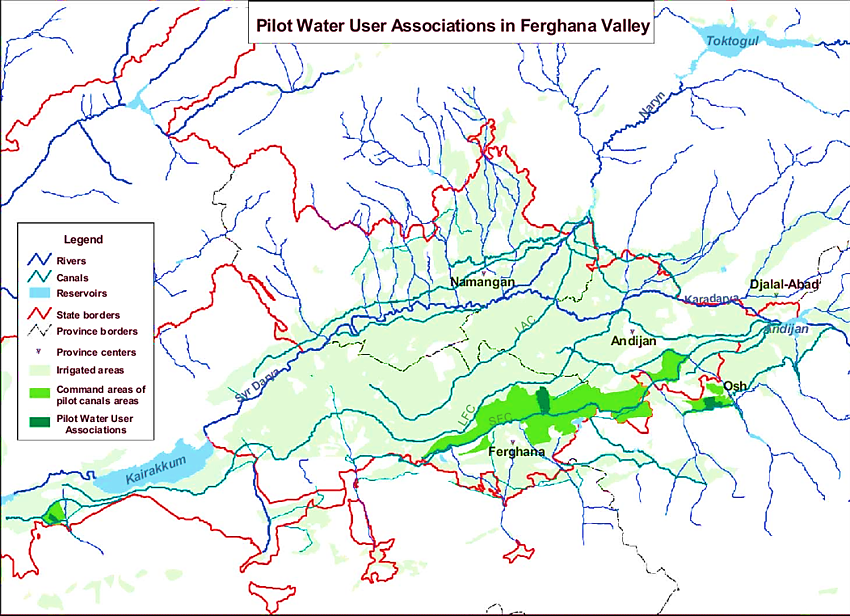 Pilot Water User Associations in Ferghana Valley
Toktogul
Naryn
Legend
Rivers
Canals
Reservoirs
State borders
Province borders
Province centers
Irrigated areas
Command areas of
pilot canals areas
Pilot Water User
Associations
Namangan
Djalal-Abad
Karadarya
Andijan
LAC
Andijan
Syr Darya
Osh
LFC
SFC
Ferghana
Kairakkum